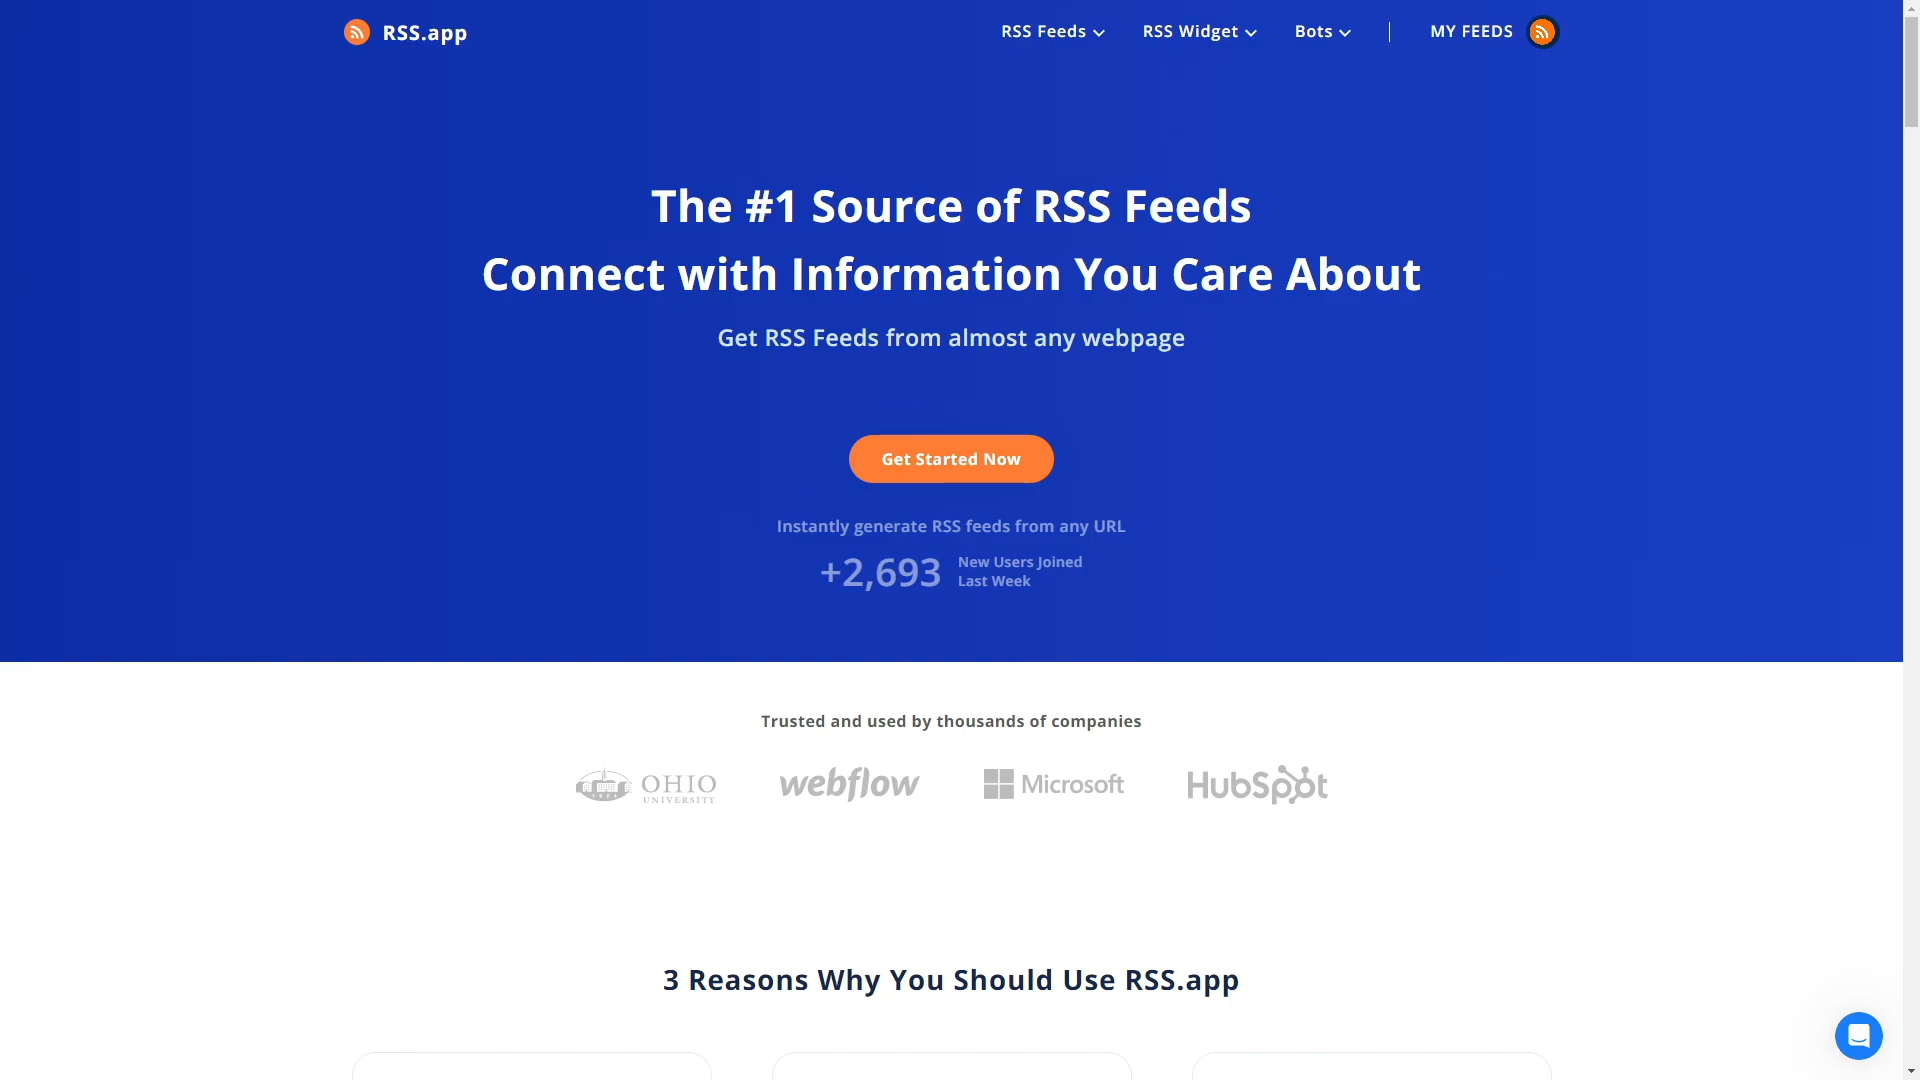 RSS.app
RSS Feeds
RSS Widget
Bots
MY FEEDS
The #1 Source of RSS Feeds
Connect with Information You Care About
Get RSS Feeds from almost any webpage
Get Started Now
Instantly generate RSS feeds from any URL
+2,693
New Users Joined
Last Week
Trusted and used by thousands of companies
OHIO
UNIVERSITY
webflow
Microsoft
HubSpot
3 Reasons Why You Should Use RSS.app